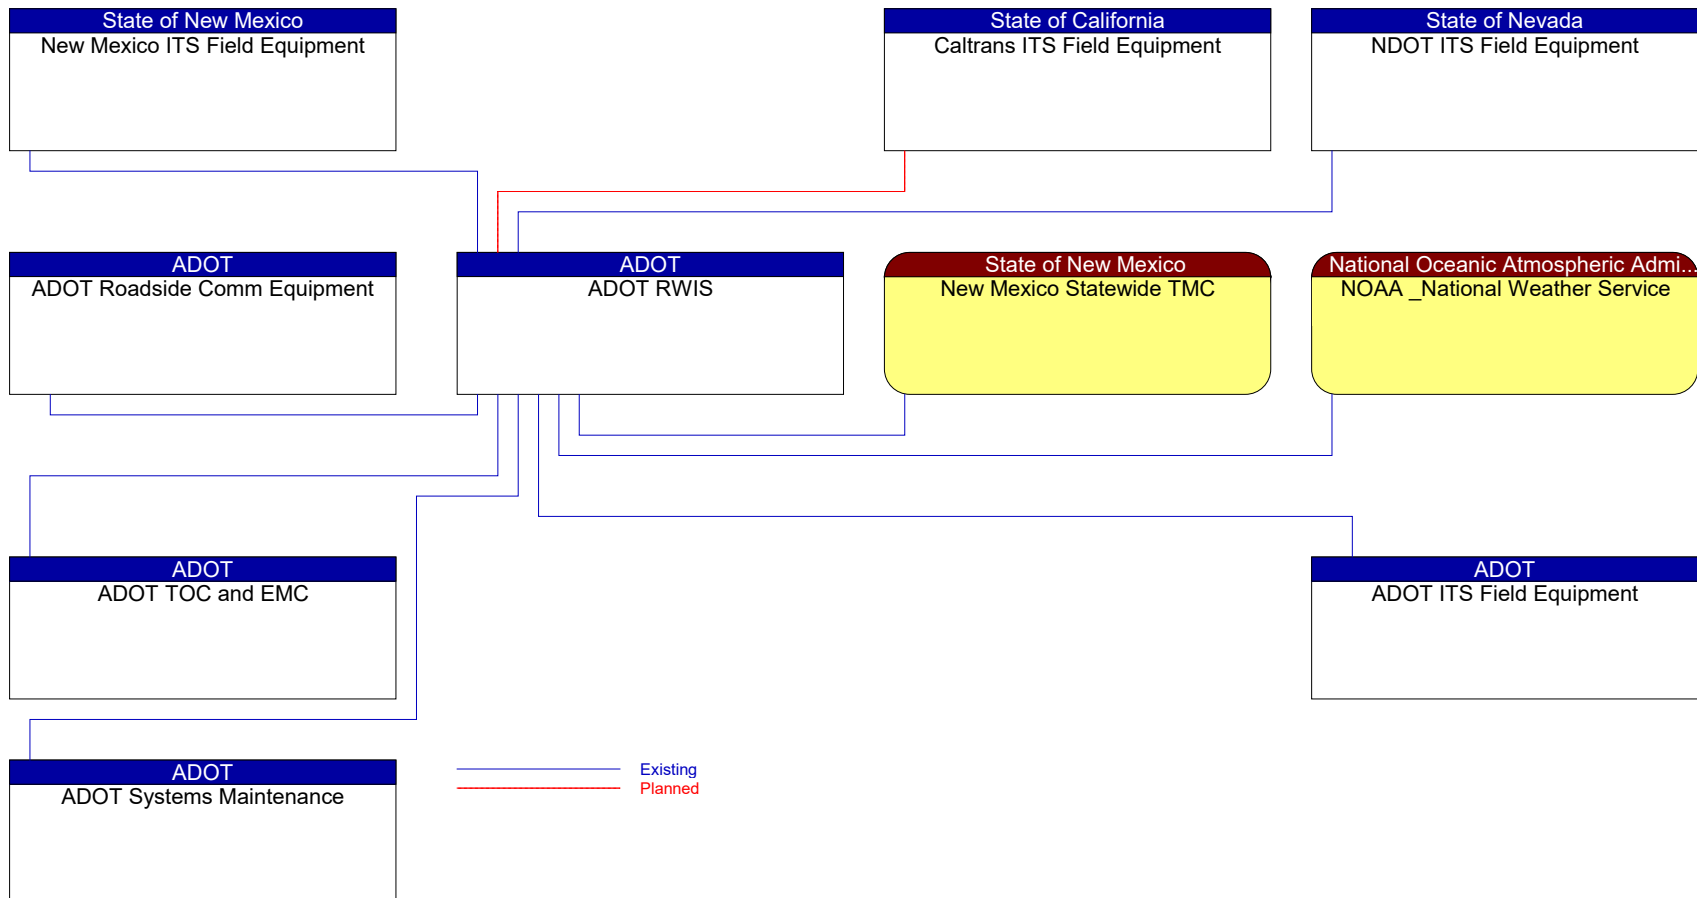 State of New Mexico
New Mexico ITS Field Equipment
State of California
Caltrans ITS Field Equipment
State of Nevada
NDOT ITS Field Equipment
ADOT
ADOT Roadside Comm Equipment
ADOT
ADOT RWIS
State of New Mexico
New Mexico Statewide TMC
National Oceanic Atmospheric Admi...
NOAA _National Weather Service
ADOT
ADOT TOC and EMC
ADOT
ADOT ITS Field Equipment
ADOT
ADOT Systems Maintenance
Existing
Planned